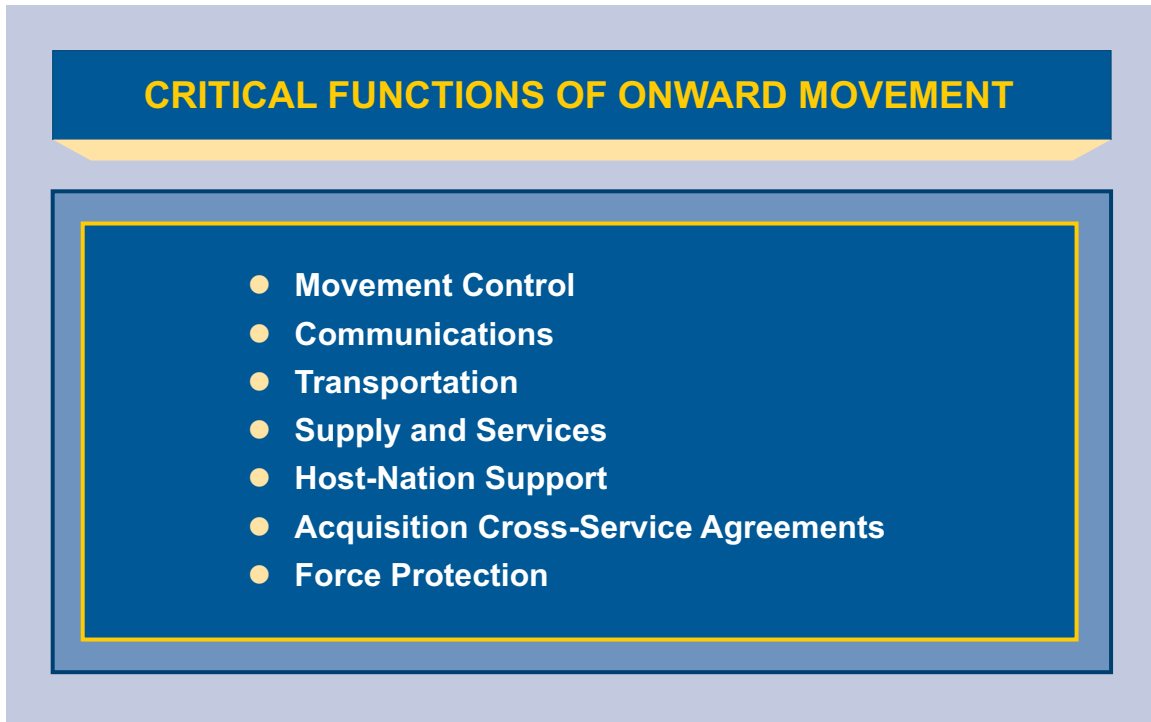 CRITICAL FUNCTIONS OF ONWARD MOVEMENT
Movement Control
Communications
Transportation
Supply and Services
Host-Nation Support
Acquisition Cross-Service Agreements
Force Protection